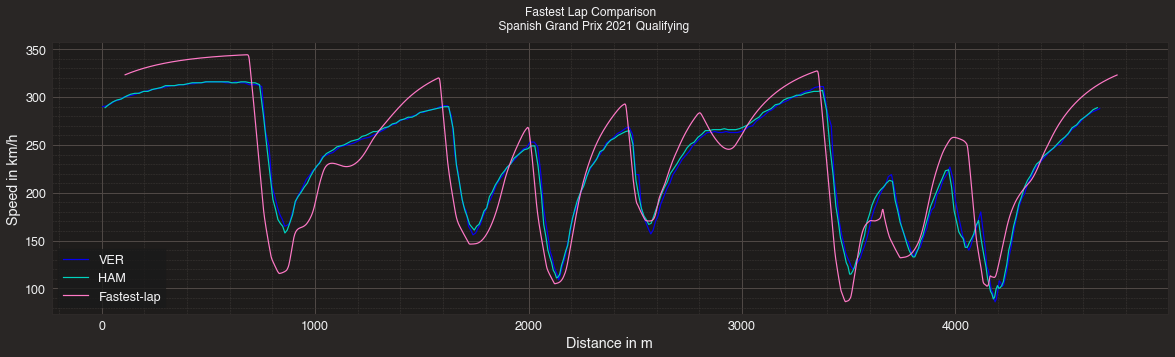 Fastest Lap Comparison
Spanish Grand Prix 2021 Qualifying
Speed in km/h
350
300
250
200
150
100
VER
HAM
Fastest-lap
0
1000
2000
3000
4000
Distance in m